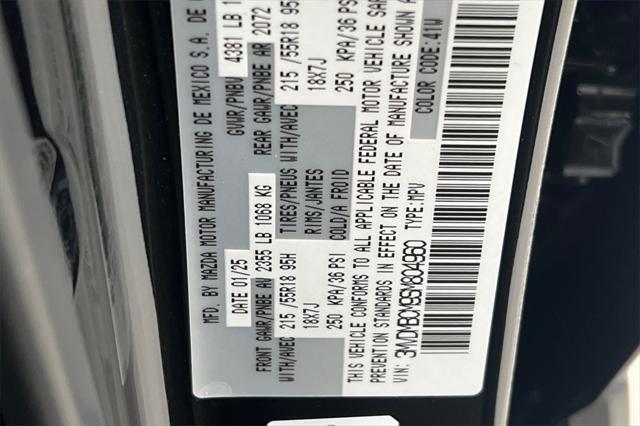 MFD. BY MAZDA MOTOR MANUFACTURING DE MEXICO S.A. DE
DATE 01/25 GVWR/PNBV 4381 LB
FRONT GAWR/PNBE AV 2355 LB 1068 KG REAR GAWR/PNBE AR 2072
WITH/AVEC 215 /55R18 95H TIRES/PNEUS WITH/AVEC 215 /55R18 95H
18X7J RIMS/JANTES 18X7J
250 KPA/36 PSI COLD/A FROID 250 KPA/36 PSI
THIS VEHICLE CONFORMS TO ALL APPLICABLE FEDERAL MOTOR VEHICLE
PREVENTION STANDARDS IN EFFECT ON THE DATE OF MANUFACTURE SHOWN
VIN: TYPE: MPV COLOR CODE: 41W